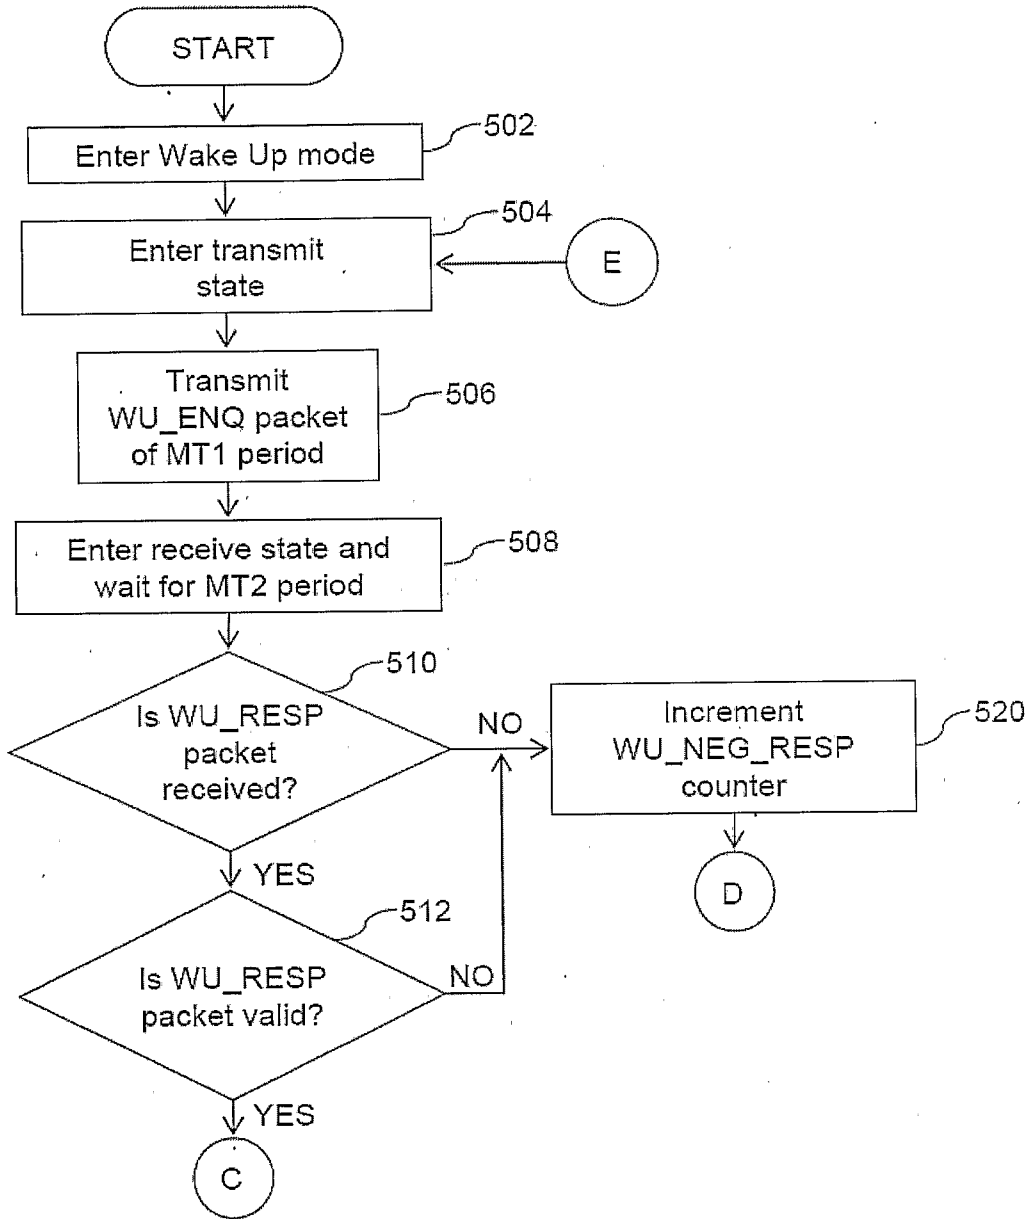 START
502
Enter Wake Up mode
504
Enter transmit
state
E
Transmit
WU_ENQ packet
of MT1 period
506
Enter receive state and
wait for MT2 period
508
510
Is WU_RESP
packet
received?
NO
Increment
WU_NEG_RESP
counter
520
YES
D
512
Is WU_RESP
packet valid?
NO
YES
C